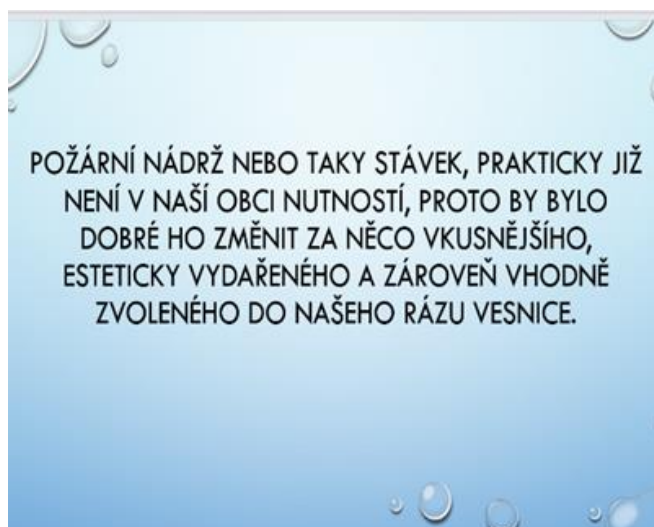 POŽÁRNÍ NÁDRŽ NEBO TAKY STÁVEK, PRAKTICKY JIŽ
NENÍ V NAŠÍ OBCI NUTNOSTÍ, PROTO BY BYLO
DOBRÉ HO ZMĚNIT ZA NĚCO VKUSNĚJŠÍHO,
ESTETICKY VYDAŘENÉHO A ZÁROVEŇ VHODNĚ
ZVOLENÉHO DO NAŠEHO RÁZU VESNICE.